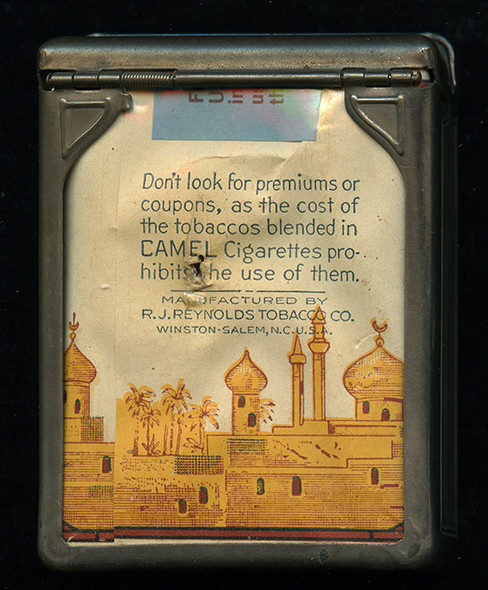 Don't look for premiums or
coupons, as the cost of
the tobaccos blended in
CAMEL Cigarettes pro-
hibits the use of them.
MANUFACTURED BY
R.J.REYNOLDS TOBACCO CO.
WINSTON-SALEM, N.C.U.S.A.